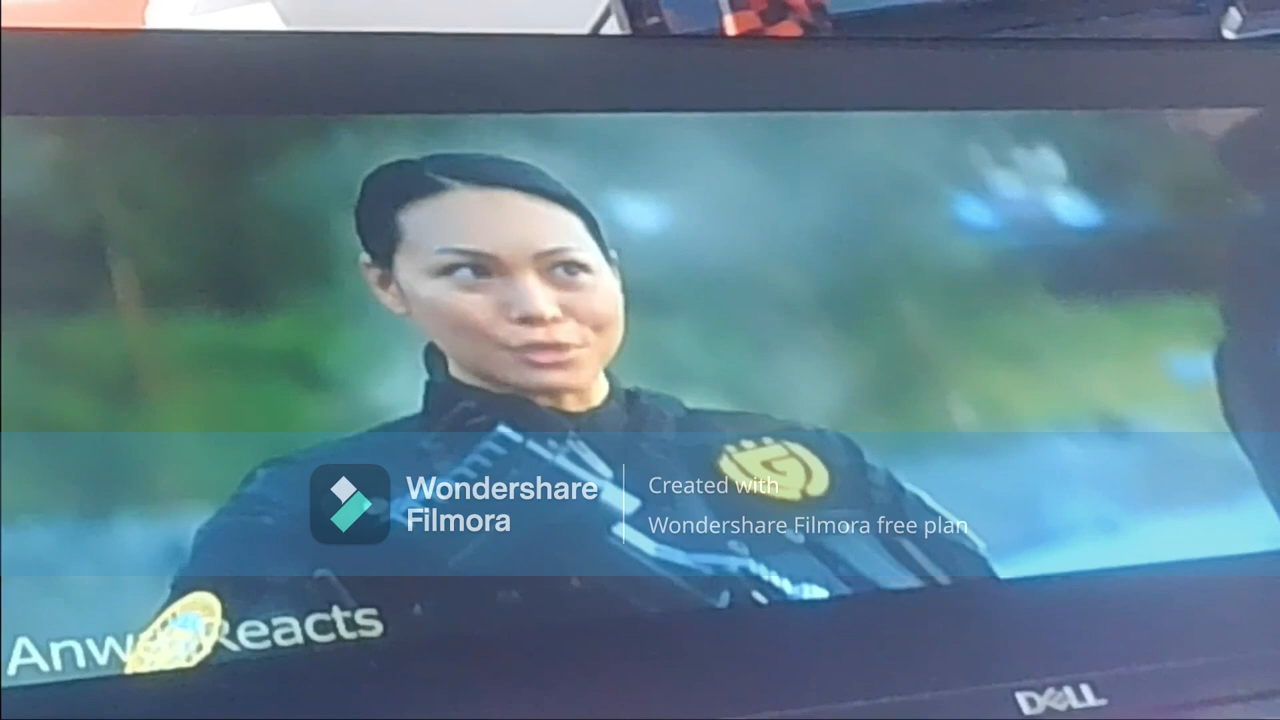 Wondershare
Filmora
Created with
Wondershare Filmora free plan
Reacts
DELL